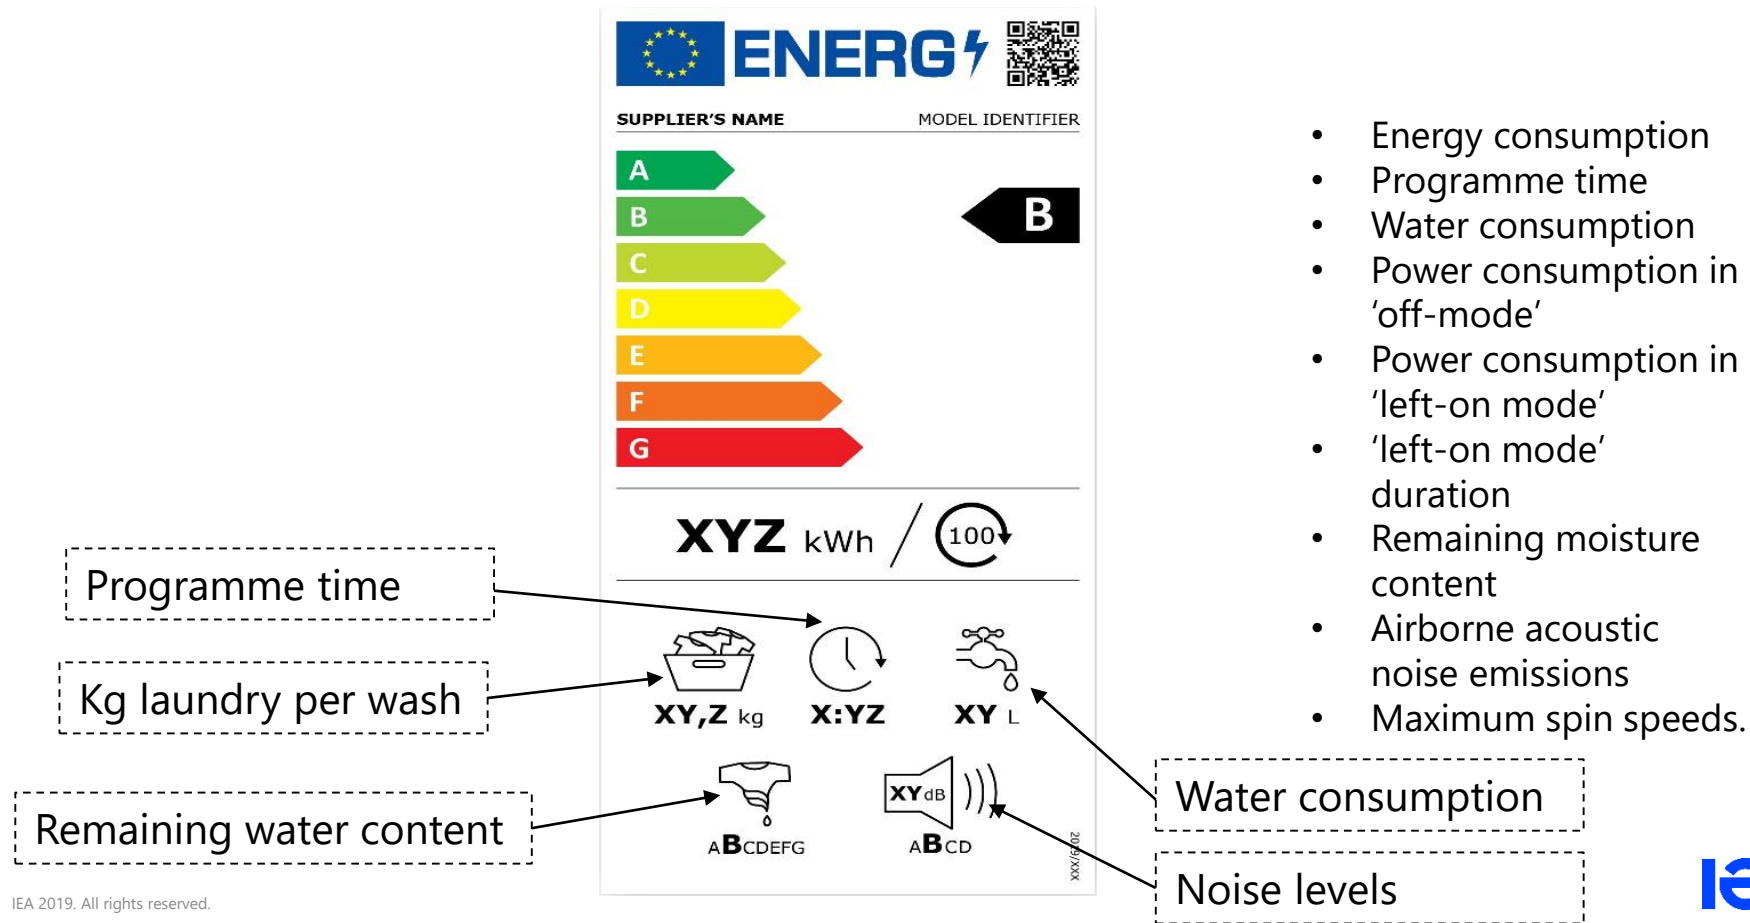 ENERG
SUPPLIER'S NAME MODEL IDENTIFIER
A
B
B
C
D
E
F
G
XYZ kWh / 100
XY,Z kg X:YZ XY L
XY dB
ABCDEFG ABCD
2019/XXX
Programme time
Kg laundry per wash
Remaining water content
Water consumption
Noise levels
• Energy consumption
• Programme time
• Water consumption
• Power consumption in
'off-mode'
• Power consumption in
'left-on mode'
• 'left-on mode'
duration
• Remaining moisture
content
• Airborne acoustic
noise emissions
• Maximum spin speeds.
IEA 2019. All rights reserved.